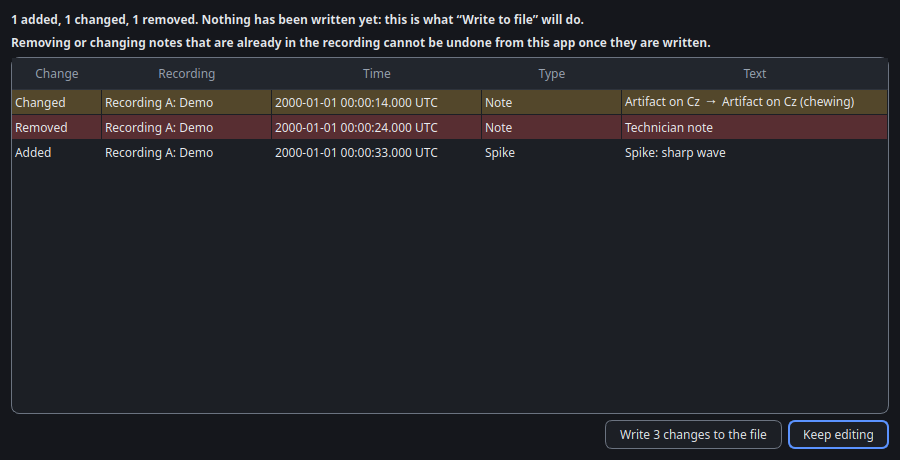 1 added, 1 changed, 1 removed. Nothing has been written yet: this is what “Write to file” will do.
Removing or changing notes that are already in the recording cannot be undone from this app once they are written.
Change Recording Time Type Text
Changed Recording A: Demo 2000-01-01 00:00:14.000 UTC Note Artifact on Cz → Artifact on Cz (chewing)
Removed Recording A: Demo 2000-01-01 00:00:24.000 UTC Note Technician note
Added Recording A: Demo 2000-01-01 00:00:33.000 UTC Spike Spike: sharp wave
Write 3 changes to the file Keep editing